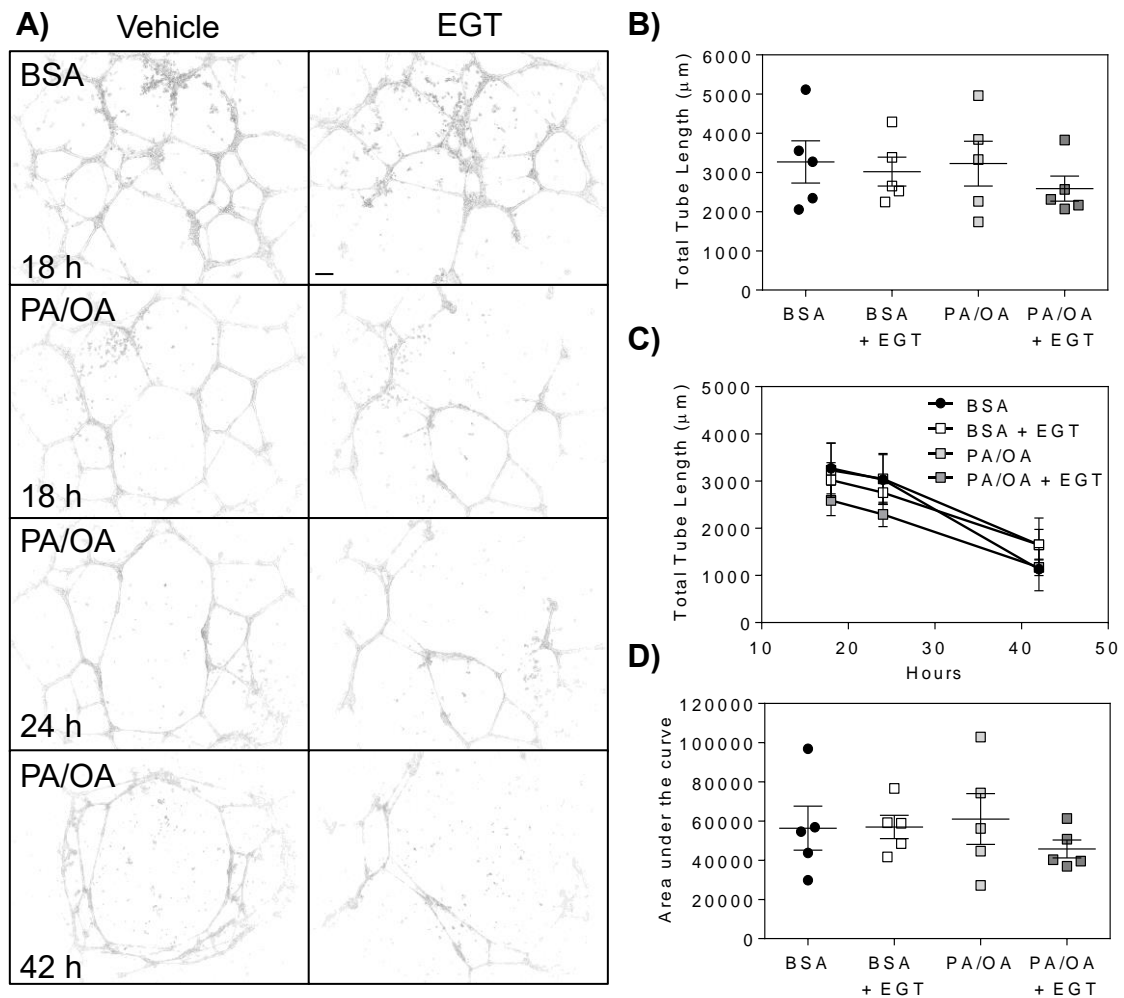 A)
Vehicle
EGT
BSA
18 h
PA/OA
18 h
PA/OA
24 h
PA/OA
42 h
B)
Total Tube Length (μm)
6000
5000
4000
3000
2000
1000
0
BSA
BSA
+ EGT
PA/OA
PA/OA
+ EGT
C)
Total Tube Length (μm)
5000
4000
3000
2000
1000
0
BSA
BSA + EGT
PA/OA
PA/OA + EGT
10
20
30
40
50
Hours
D)
Area under the curve
120000
100000
80000
60000
40000
20000
0
BSA
BSA
+ EGT
PA/OA
PA/OA
+ EGT